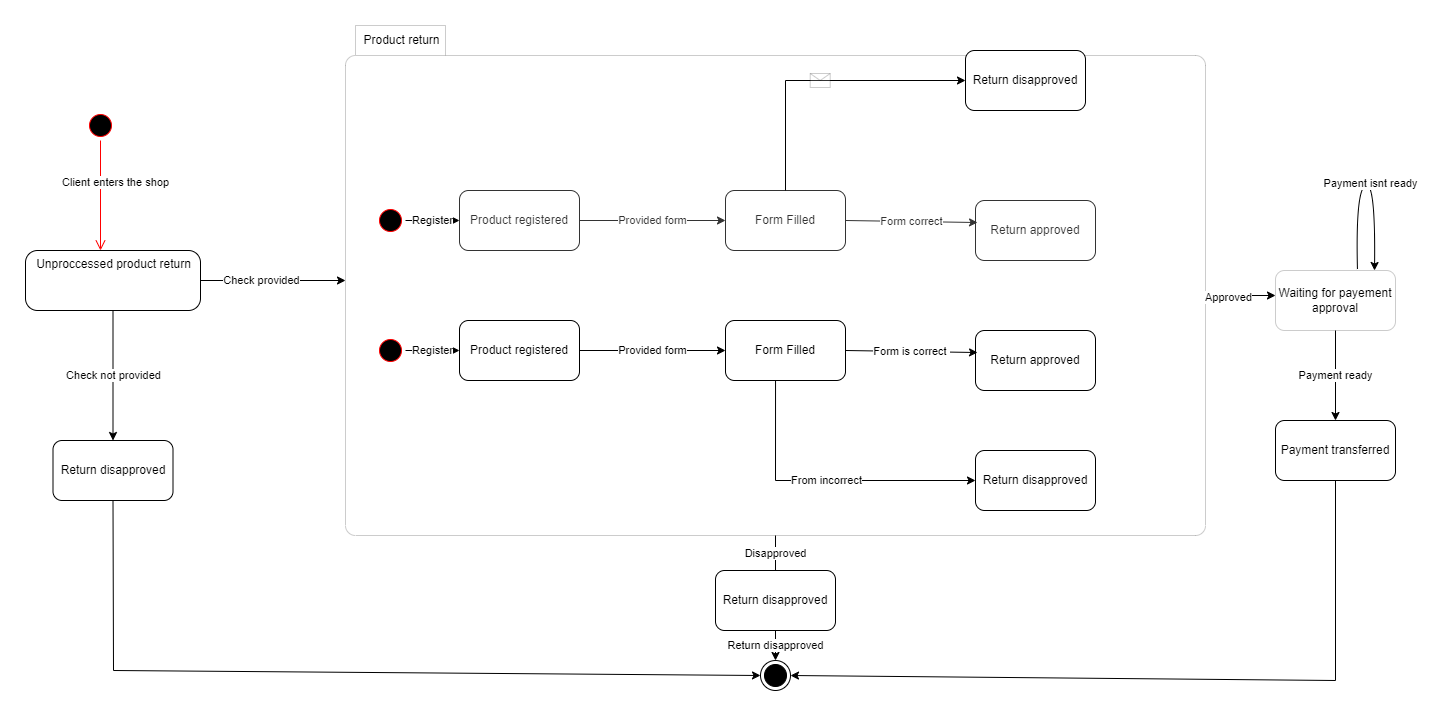 Product return
Return disapproved
Client enters the shop
Payment isnt ready
Register
Product registered
Provided form
Form Filled
Form correct
Return approved
Unproccessed product return
Check provided
Approved
Waiting for payement
approval
Register
Product registered
Provided form
Form Filled
Form is correct
Return approved
Check not provided
Payment ready
Return disapproved
From incorrect
Return disapproved
Payment transferred
Disapproved
Return disapproved
Return disapproved